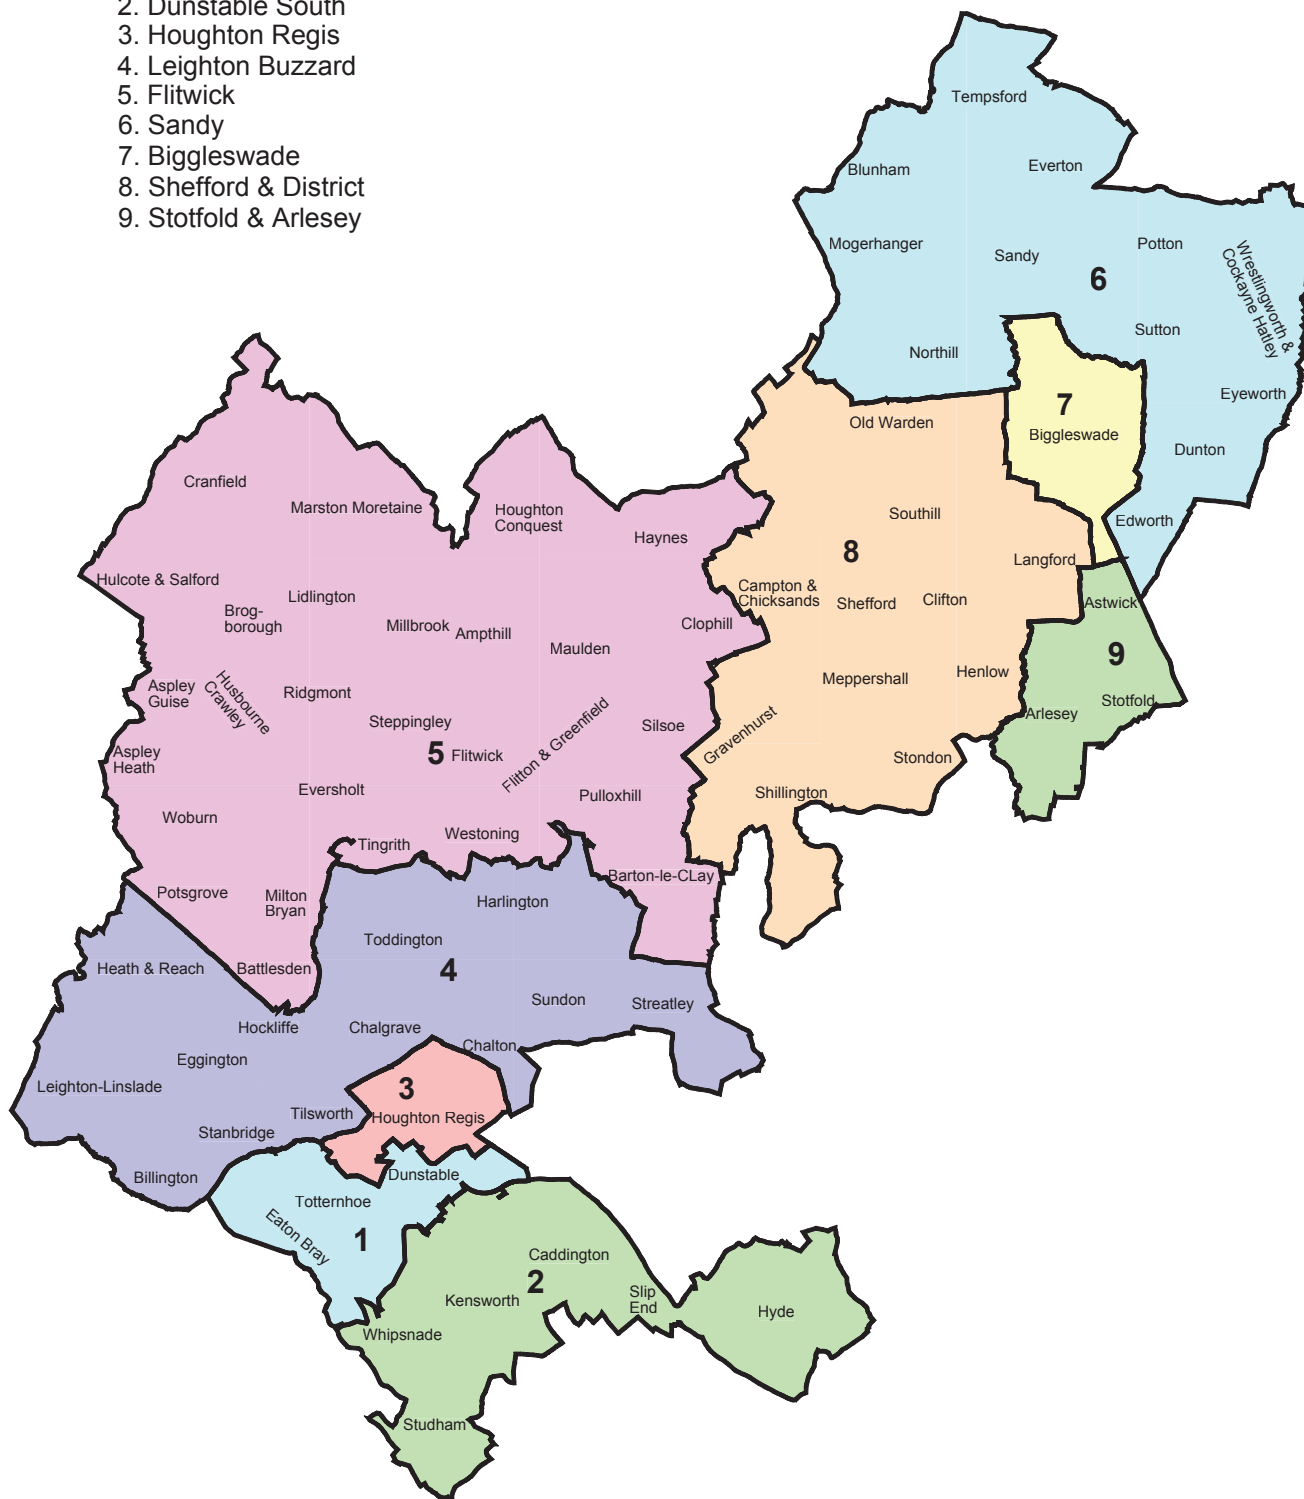 2. Dunstable South
3. Houghton Regis
4. Leighton Buzzard
5. Flitwick
6. Sandy
7. Biggleswade
8. Shefford & District
9. Stotfold & Arlesey
Tempsford
Blunham
Everton
Mogerhanger
Sandy
Potton
Wrestlingworth &
Cockayne Hatley
6
Sutton
Northill
Eyeworth
7
Old Warden
Biggleswade
Dunton
Cranfield
Marston Moretaine
Houghton
Conquest
Haynes
Southill
Edworth
8
Langford
Hulcote & Salford
Lidlington
Brog-
borough
Millbrook
Ampthill
Maulden
Clophill
Campton &
Chicksands
Shefford
Clifton
Astwick
9
Aspley
Guise
Husbourne
Crawley
Ridgmont
Steppingley
Flitton & Greenfield
Silsoe
Gravenhurst
Meppershall
Henlow
Stotfold
Arlesey
Aspley
Heath
5
Flitwick
Stondon
Eversholt
Pulloxhill
Shillington
Woburn
Tingrith
Westoning
Barton-le-CLay
Potsgrove
Milton
Bryan
Harlington
Toddington
Heath & Reach
Battlesden
4
Sundon
Streatley
Hockliffe
Chalgrave
Chalton
Eggington
Leighton-Linslade
3
Tilsworth
Houghton Regis
Stanbridge
Billington
Dunstable
Totternhoe
Eaton Bray
1
Caddington
2
Kensworth
Slip
End
Hyde
Whipsnade
Studham